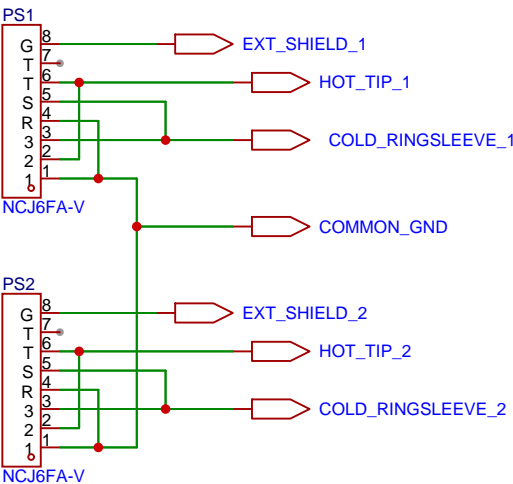 PS1
G 8 EXT_SHIELD_1
T 7
T 6 HOT_TIP_1
S 5
R 4
3 3 COLD_RINGSLEEVE_1
2 2
1 1
NCJ6FA-V
COMMON_GND
PS2
G 8 EXT_SHIELD_2
T 7
T 6 HOT_TIP_2
S 5
R 4
3 3 COLD_RINGSLEEVE_2
2 2
1 1
NCJ6FA-V